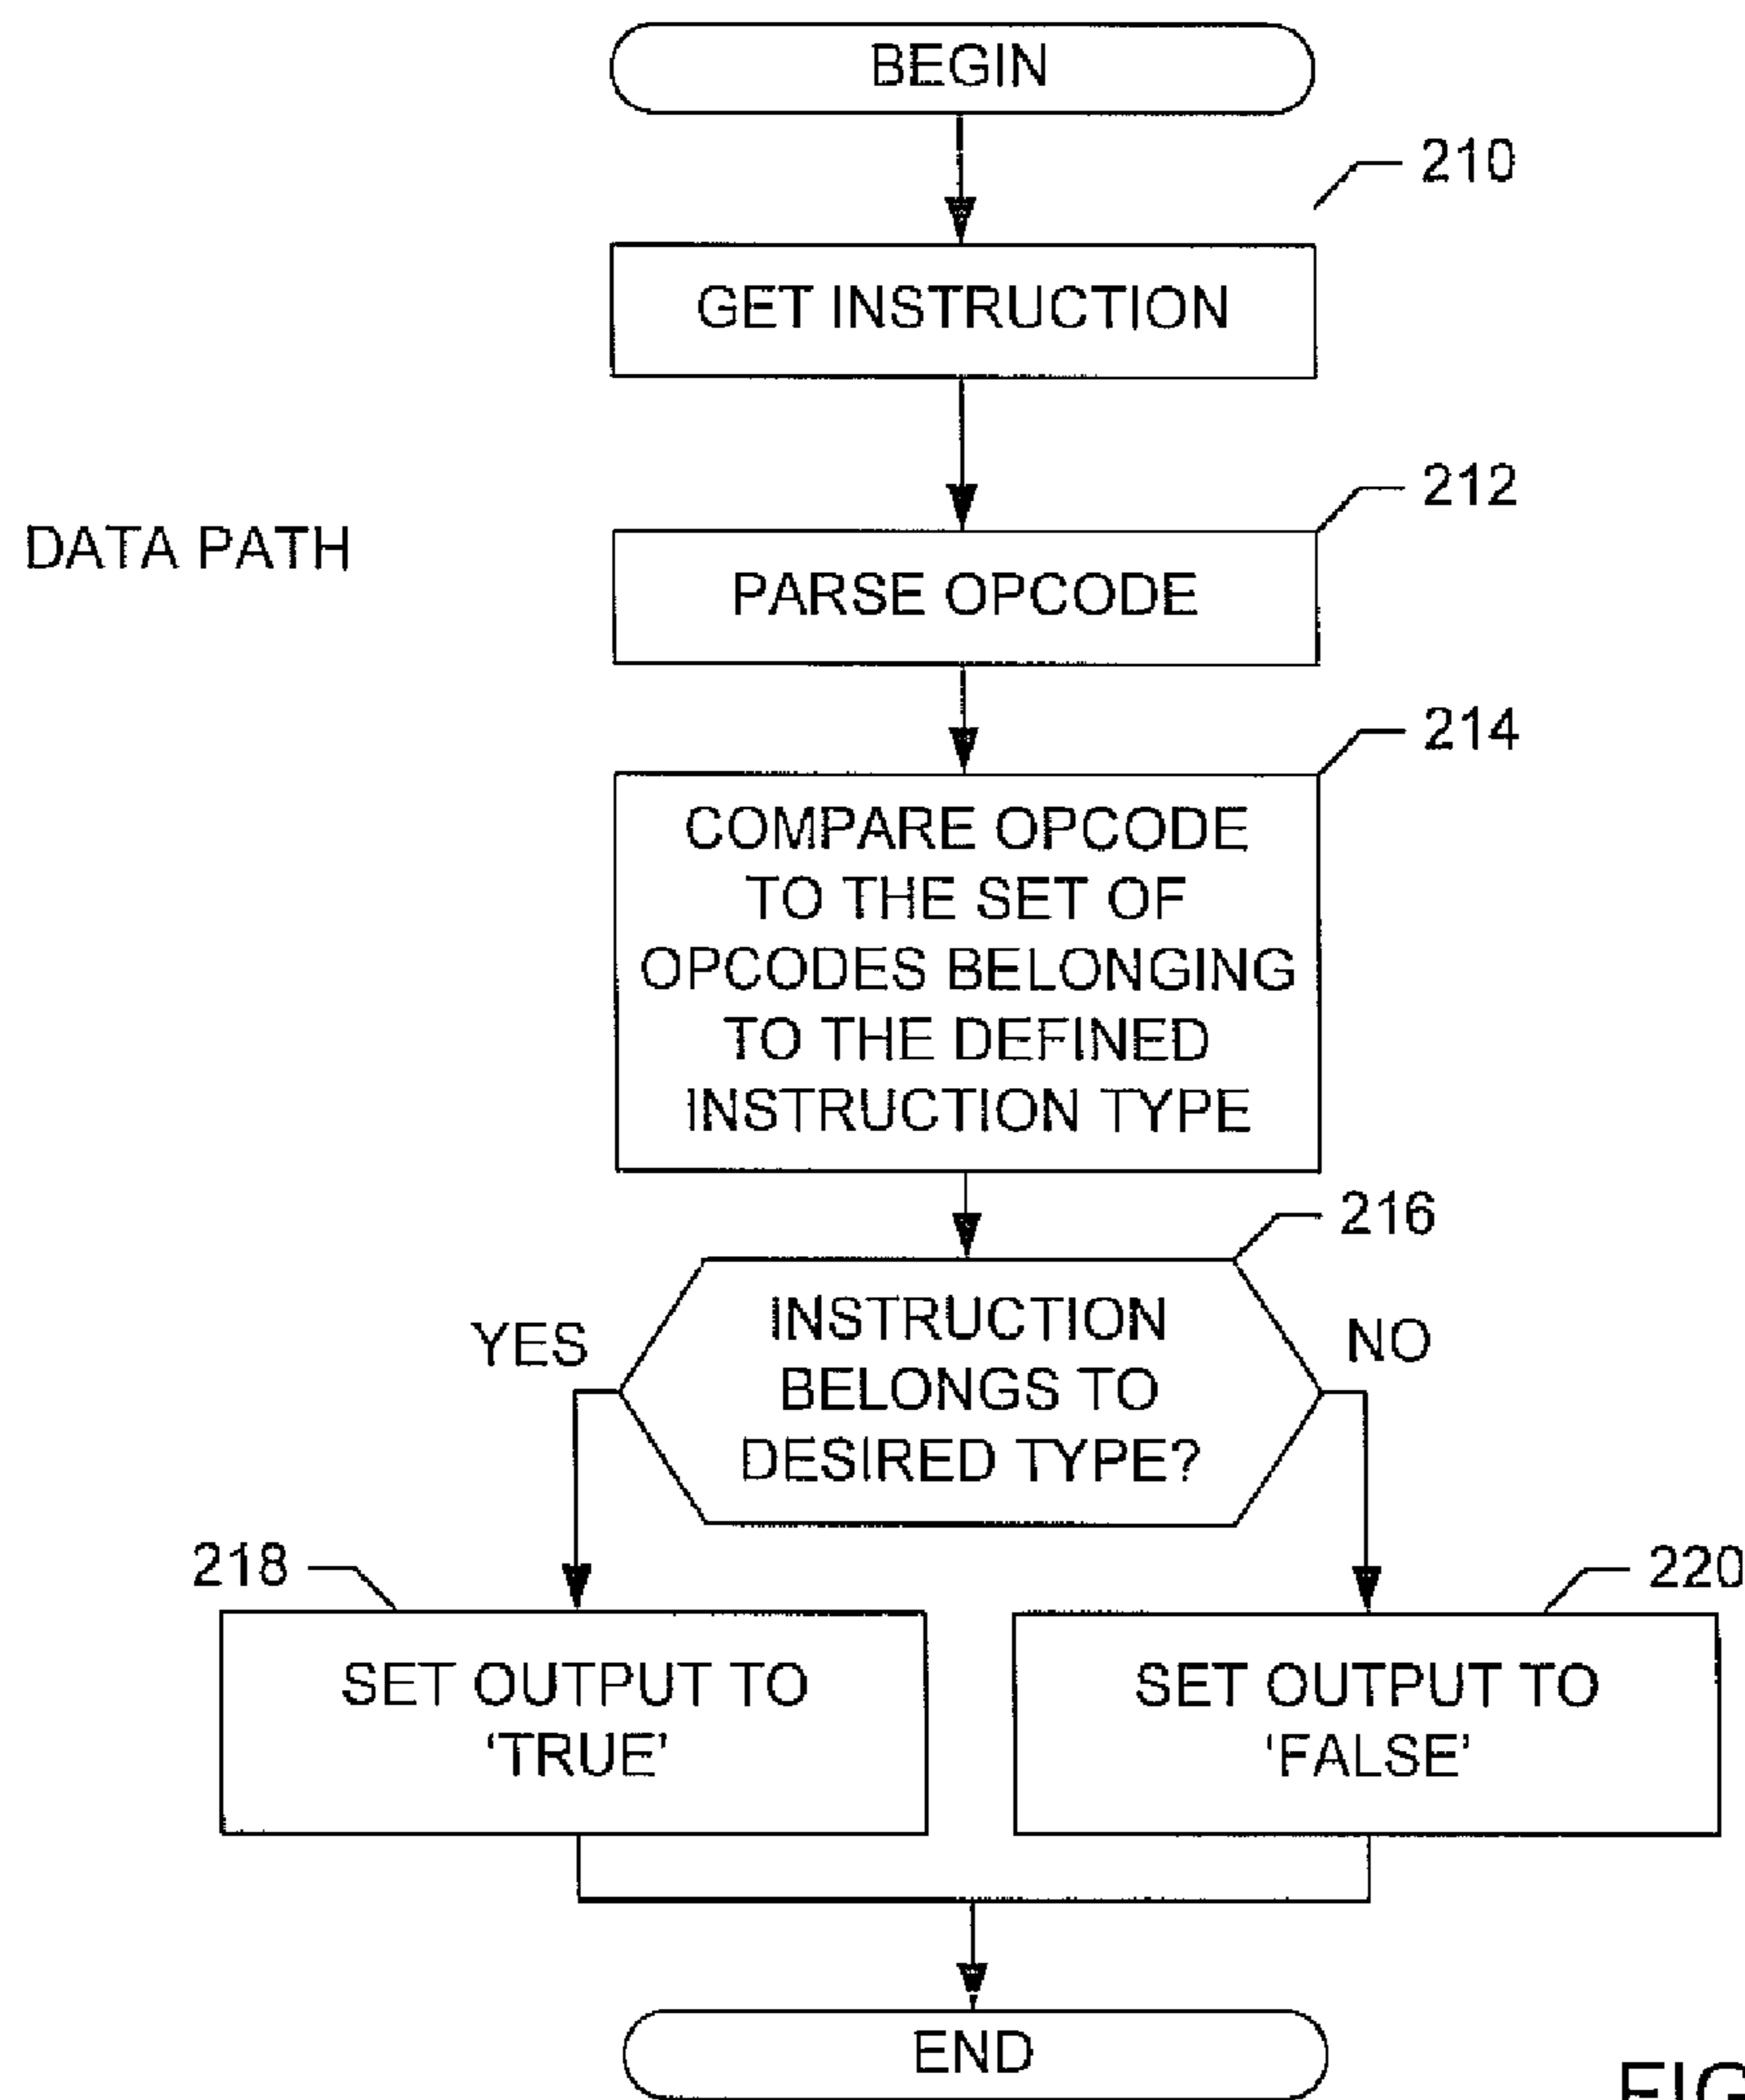 BEGIN
210
GET INSTRUCTION
212
DATA PATH
PARSE OPCODE
214
COMPARE OPCODE
TO THE SET OF
OPCODES BELONGING
TO THE DEFINED
INSTRUCTION TYPE
216
YES
INSTRUCTION
BELONGS TO
DESIRED TYPE?
NO
218
220
SET OUTPUT TO
‘TRUE’
SET OUTPUT TO
‘FALSE’
END
FIG